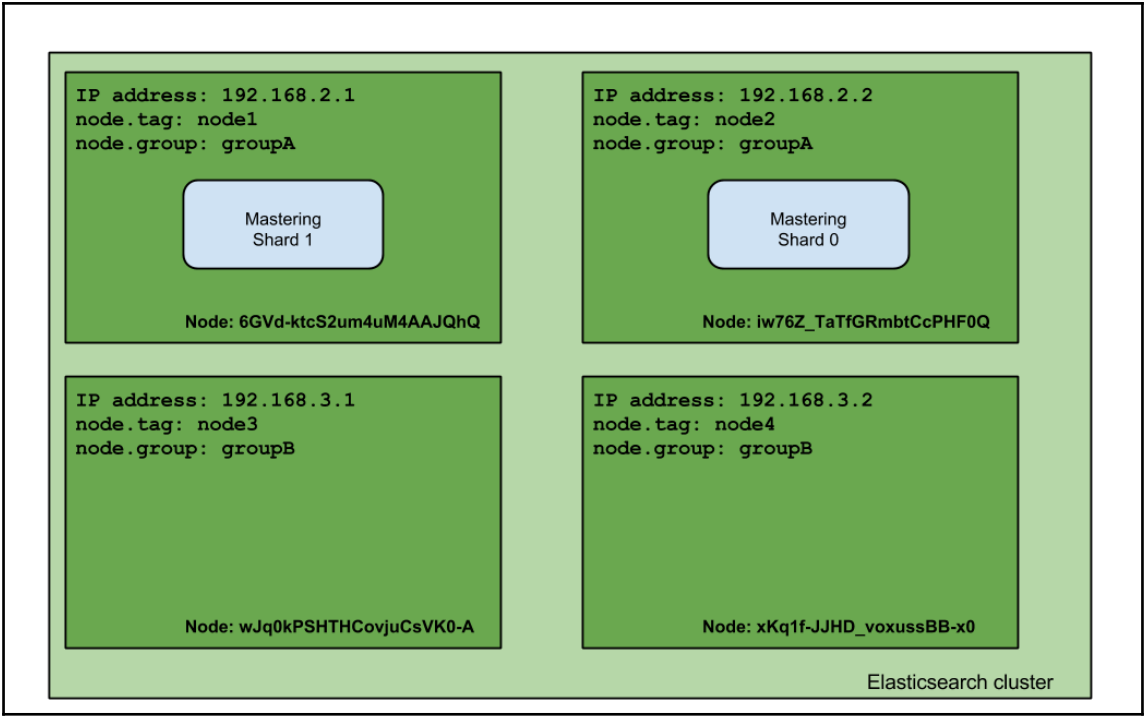 IP address: 192.168.2.1
node.tag: node1
node.group: groupA
Mastering
Shard 1
Node: 6GVd-ktcS2um4uM4AAJQhQ
IP address: 192.168.2.2
node.tag: node2
node.group: groupA
Mastering
Shard 0
Node: iw76Z_TaTfGRmbtCcPHF0Q
IP address: 192.168.3.1
node.tag: node3
node.group: groupB
Node: wJq0kPSHTHCovjuCsVK0-A
IP address: 192.168.3.2
node.tag: node4
node.group: groupB
Node: xKq1f-JJHD_voxussBB-x0
Elasticsearch cluster